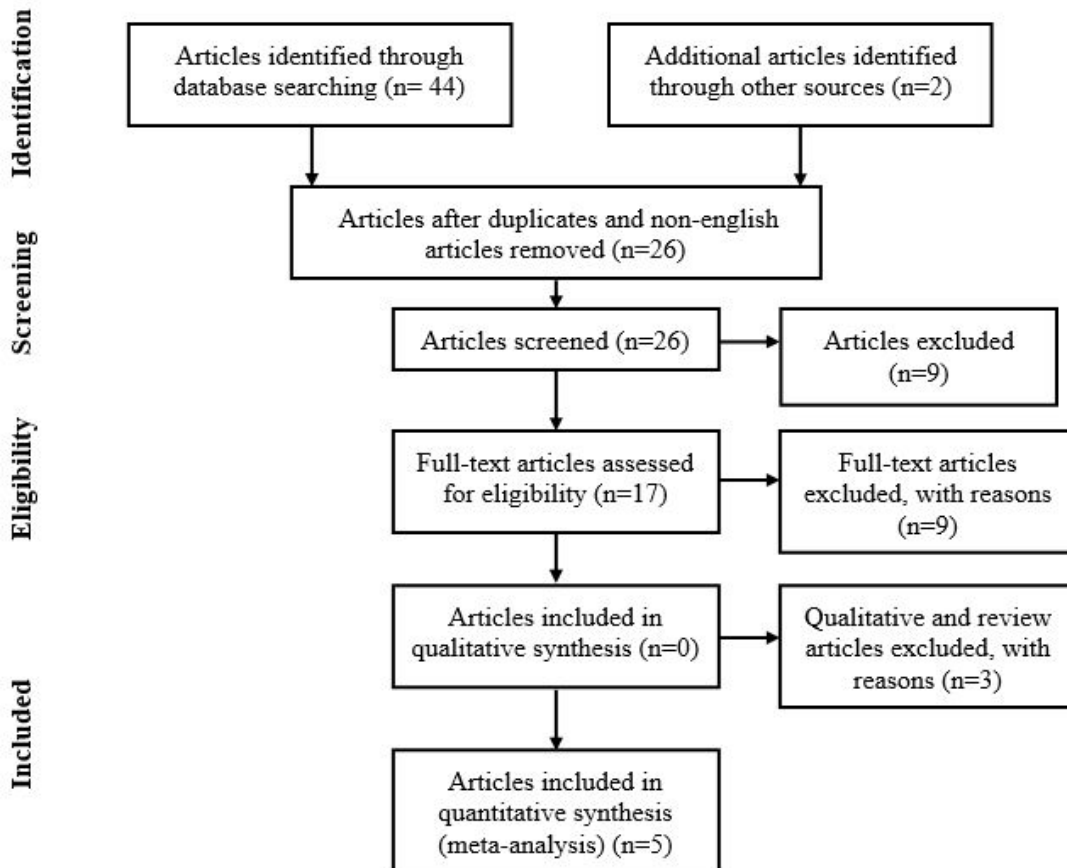 Identification
Articles identified through
database searching (n= 44)
Additional articles identified
through other sources (n=2)
Screening
Articles after duplicates and non-english
articles removed (n=26)
Articles screened (n=26)
Articles excluded
(n=9)
Eligibility
Full-text articles assessed
for eligibility (n=17)
Full-text articles
excluded, with reasons
(n=9)
Included
Articles included in
qualitative synthesis (n=0)
Qualitative and review
articles excluded, with
reasons (n=3)
Articles included in
quantitative synthesis
(meta-analysis) (n=5)